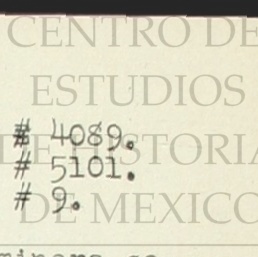 CENTRO DE
ESTUDIOS
# 4089.
DE HISTORIA
# 5101.
# 9.
DE MEXICO